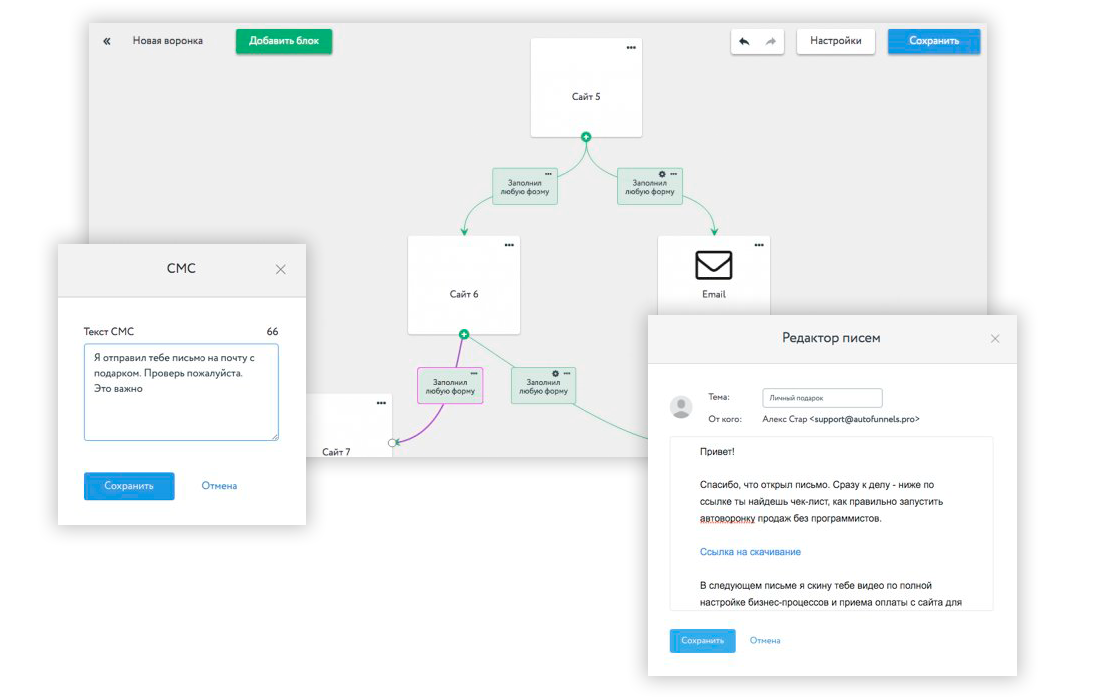 « Новая воронка Добавить блок Настройки Сохранить
Сайт 5
Заполнил
любую фоэму
Заполнил
любую форму
Сайт 6
Email
Заполнил
любую форму
Заполнил
любую форму
Сайт 7
СМС
Текст СМС 66
Я отправил тебе письмо на почту с
подарком. Проверь пожалуйста.
Это важно
Сохранить Отмена
Редактор писем
Тема: Личный подарок
От кого: Алекс Стар <support@autofunnels.pro>
Привет!
Спасибо, что открыл письмо. Сразу к делу - ниже по
ссылке ты найдешь чек-лист, как правильно запустить
автоворонку продаж без программистов.
Ссылка на скачивание
В следующем письме я скину тебе видео по полной
настройке бизнес-процессов и приема оплаты с сайта для
Сохранить Отмена